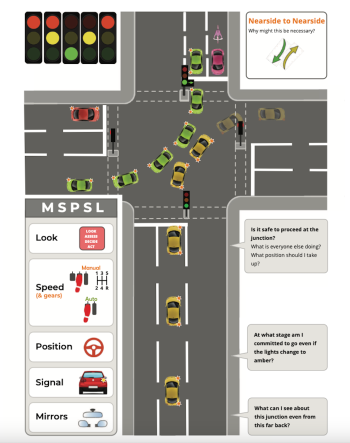 Nearside to Nearside
Why might this be necessary?
MSPSL
Look
LOOK
ASSESS
DECIDE
ACT
Manual
Speed
(& gears)
1 3 5
2 4 R
Auto
Position
Signal
Mirrors
Is it safe to proceed at the
junction?
What is everyone else doing?
What position should I take
up?
At what stage am I
committed to go even if
the lights change to
amber?
What can I see about
this junction even from
this far back?